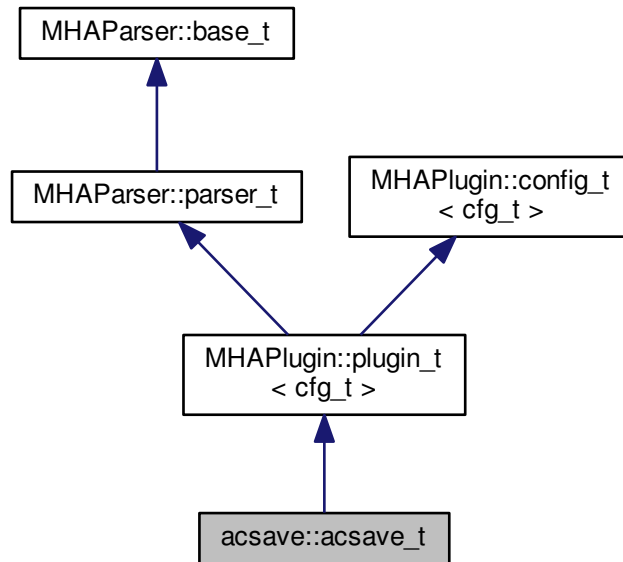 MHAParser::base_t
MHAParser::parser_t
MHAPlugin::config_t
< cfg_t >
MHAPlugin::plugin_t
< cfg_t >
acsave::acsave_t